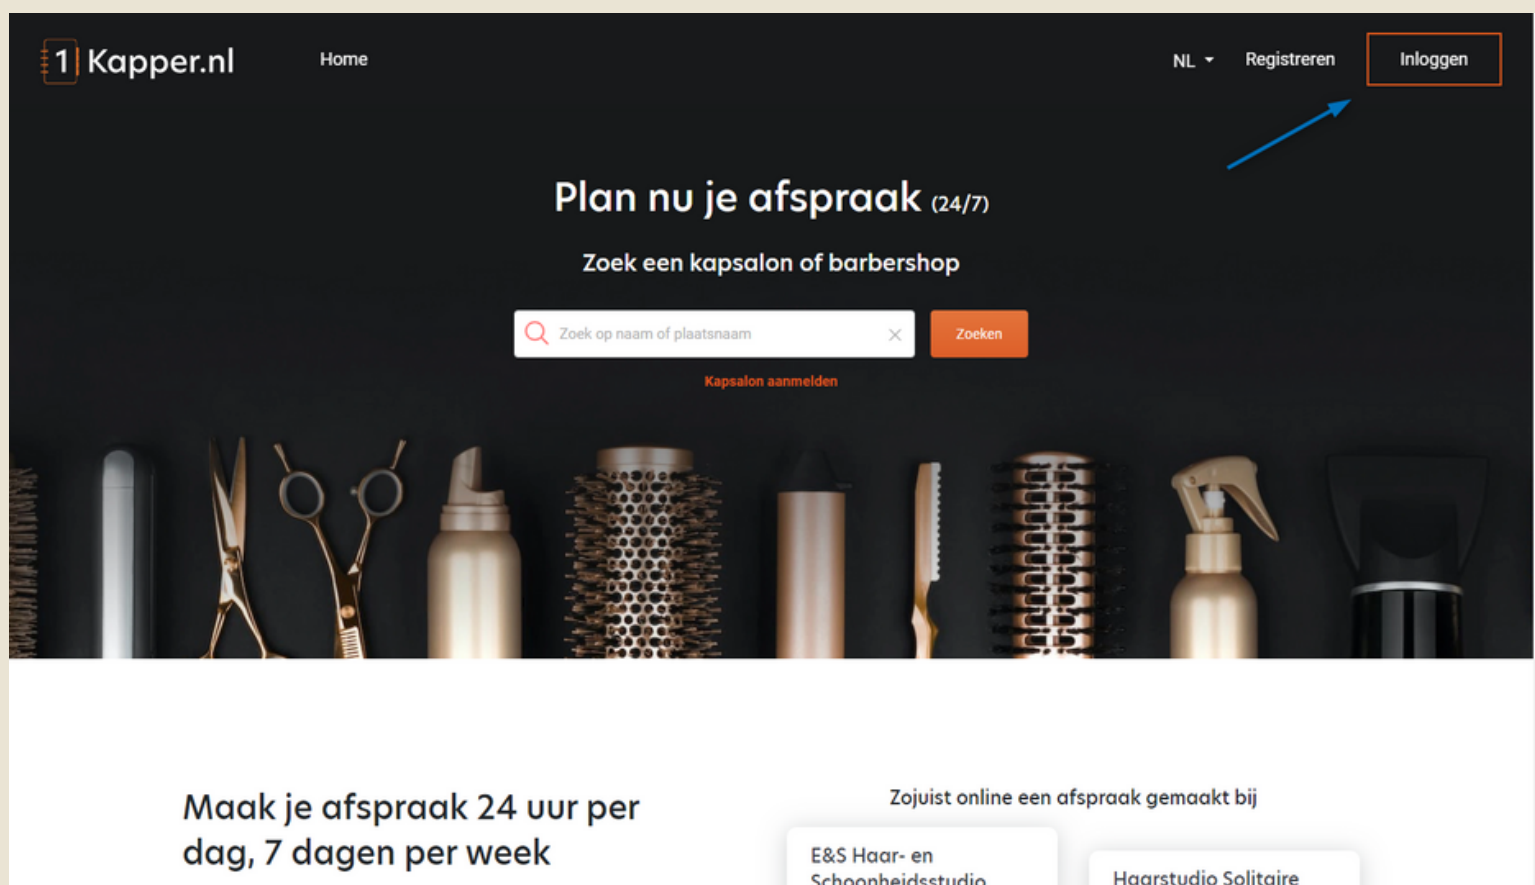 1 Kapper.nl
Home
NL
Registreren
Inloggen
Plan nu je afspraak (24/7)
Zoek een kapsalon of barbershop
Zoek op naam of plaatsnaam
Zoeken
Kapsalon aanmelden
Maak je afspraak 24 uur per
dag, 7 dagen per week
Zojuist online een afspraak gemaakt bij
E&S Haar- en
Schoonheidsstudio
Haarstudio Solitaire